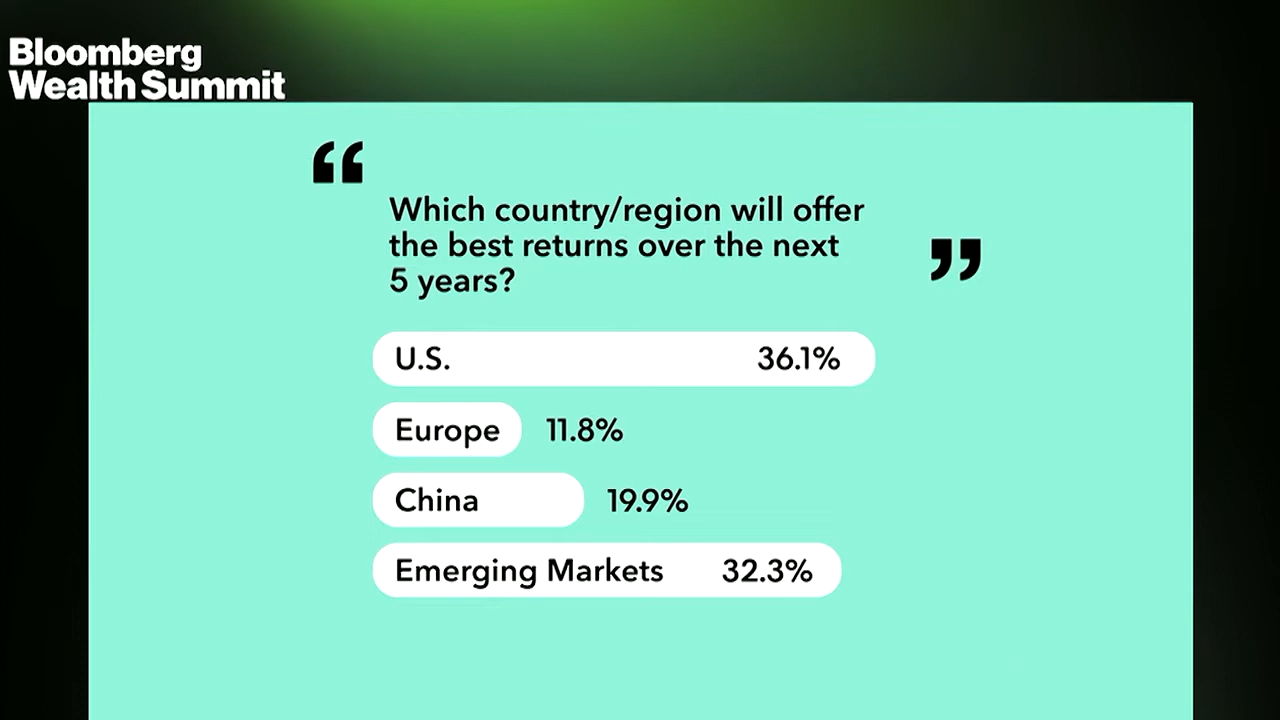 Bloomberg
Wealth Summit
“
Which country/region will offer
the best returns over the next
5 years?
”
U.S. 36.1%
Europe 11.8%
China 19.9%
Emerging Markets 32.3%